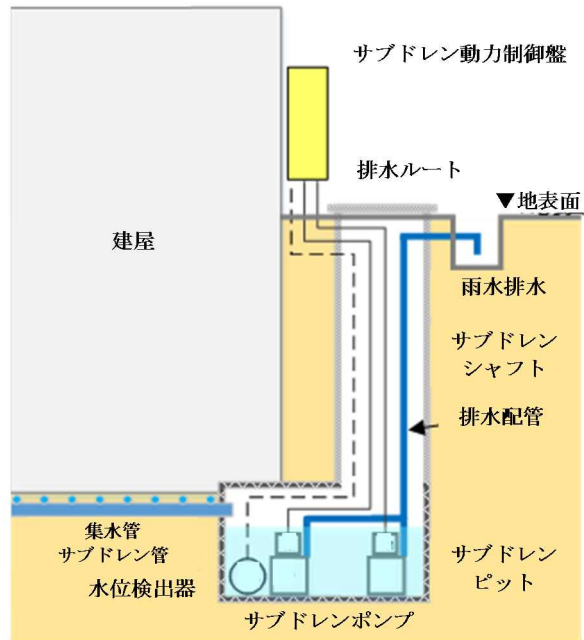 サブドレン動力制御盤
排水ルート
▼地表面
建屋
雨水排水
サブドレン
シャフト
排水配管
集水管
サブドレン管
水位検出器
サブドレン
ピット
サブドレンポンプ